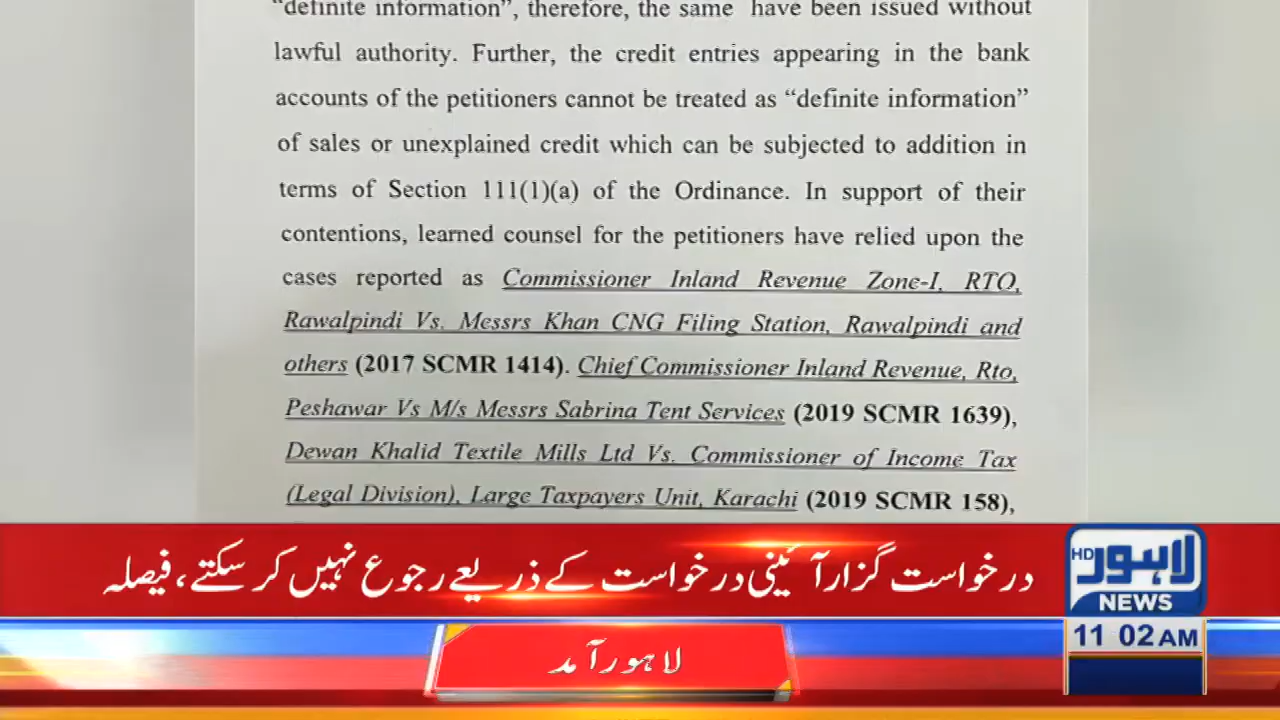 "definite information", therefore, the same have been issued without
lawful authority. Further, the credit entries appearing in the bank
accounts of the petitioners cannot be treated as "definite information"
of sales or unexplained credit which can be subjected to addition in
terms of Section 111(1)(a) of the Ordinance. In support of their
contentions, learned counsel for the petitioners have relied upon the
cases reported as Commissioner Inland Revenue Zone-I, RTO,
Rawalpindi Vs. Messrs Khan CNG Filing Station, Rawalpindi and
others (2017 SCMR 1414). Chief Commissioner Inland Revenue, Rto,
Peshawar Vs M/s Messrs Sabrina Tent Services (2019 SCMR 1639),
Dewan Khalid Textile Mills Ltd Vs. Commissioner of Income Tax
(Legal Division), Large Taxpayers Unit, Karachi (2019 SCMR 158),
درخواست گزار آئینی درخواست کے ذریعے رجوع نہیں کر سکتے، فیصلہ
HD لاہور
NEWS
11 02 AM
لاہور آمد